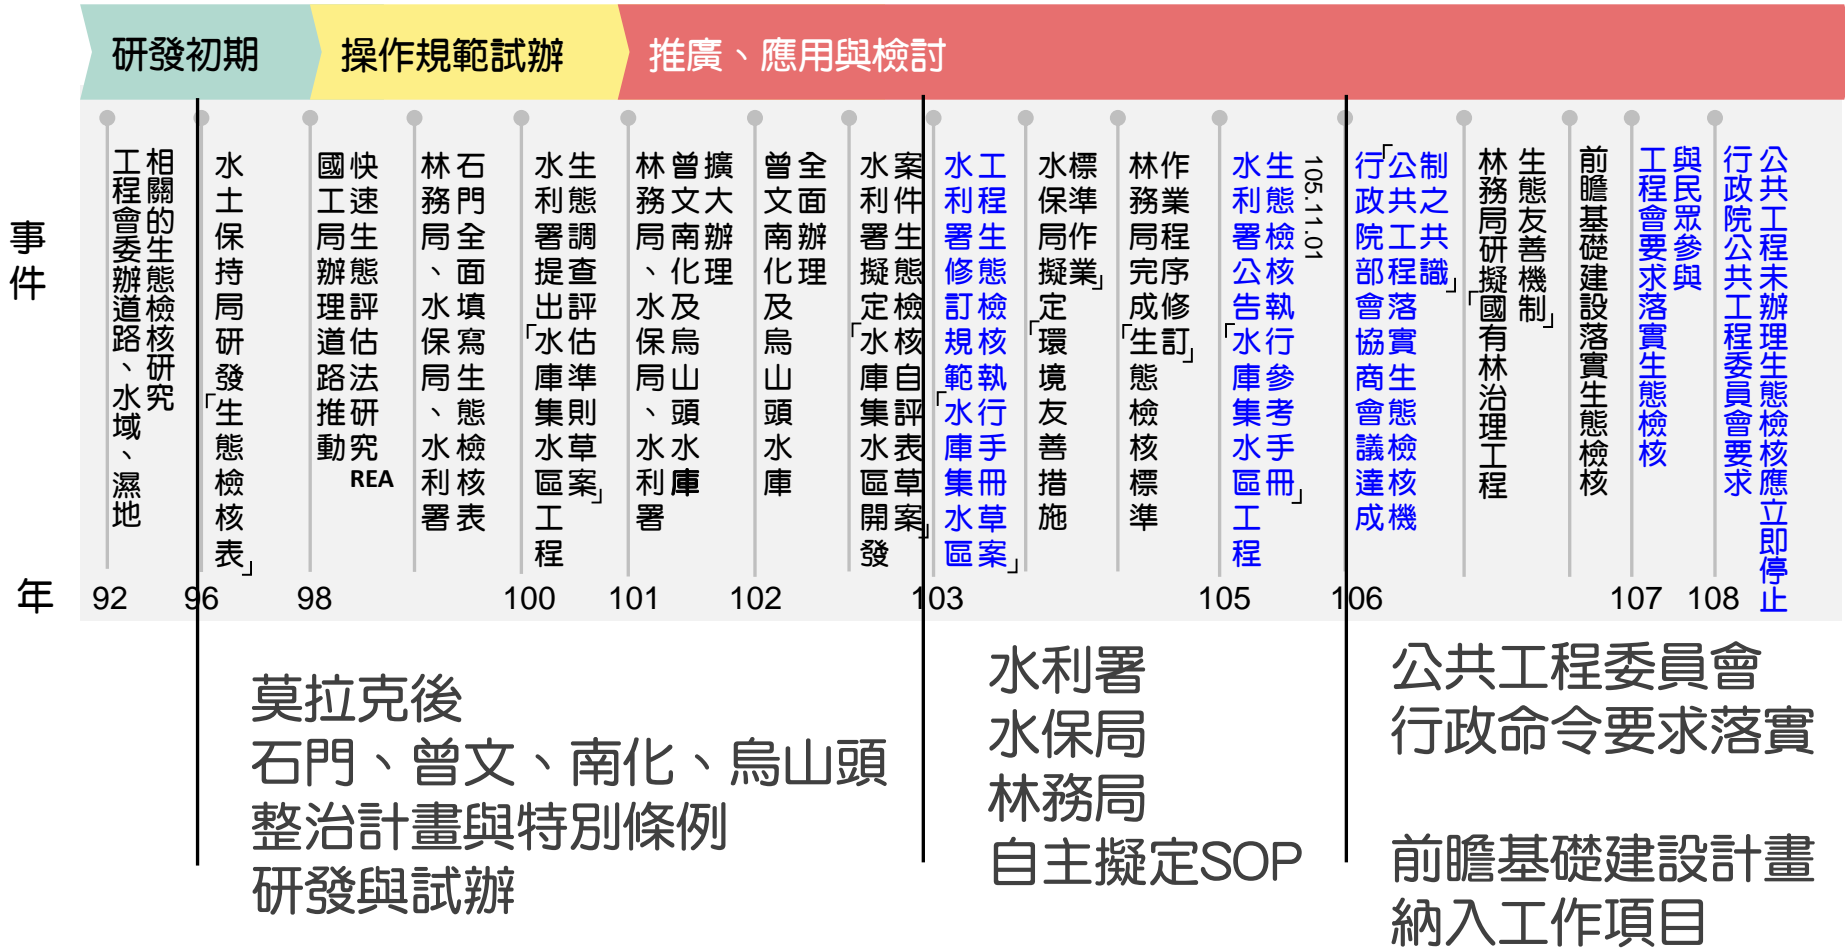 研發初期
操作規範試辦
推廣、應用與檢討
事件
工程會委辦道路、水域、濕地
相關的生態檢核研究
水土保持局研發「生態檢核表」
國工局辦理道路推動
快速生態評估法研究REA
林務局、水保局、水利署
石門全面填寫生態檢核表
水利署提出「水庫集水區工程
生態調查評估準則草案」
林務局、水保局、水利署
曾文南化及烏山頭水庫
擴大辦理
曾文南化及烏山頭水庫
全面辦理
水利署擬定「水庫集水區開發
案件生態檢核自評表草案」
水利署修訂規範「水庫集水區
工程生態檢核執行手冊草案」
水保局擬定「環境友善措施
標準作業」
林務局完成「生態檢核標準
作業程序修訂」
水利署公告「水庫集水區工程
生態檢核執行參考手冊」
105.11.01
行政院部會協商會議達成
「公共工程落實生態檢核機
制之共識」
林務局研擬「國有林治理工程
生態友善機制」
前瞻基礎建設落實生態檢核
工程會要求落實生態檢核
與民眾參與
行政院公共工程委員會要求
公共工程未辦理生態檢核應立即停止
年
92 96 98 100 101 102 103 105 106 107 108
莫拉克後
石門、曾文、南化、烏山頭
整治計畫與特別條例
研發與試辦
水利署
水保局
林務局
自主擬定SOP
公共工程委員會
行政命令要求落實
前瞻基礎建設計畫
納入工作項目